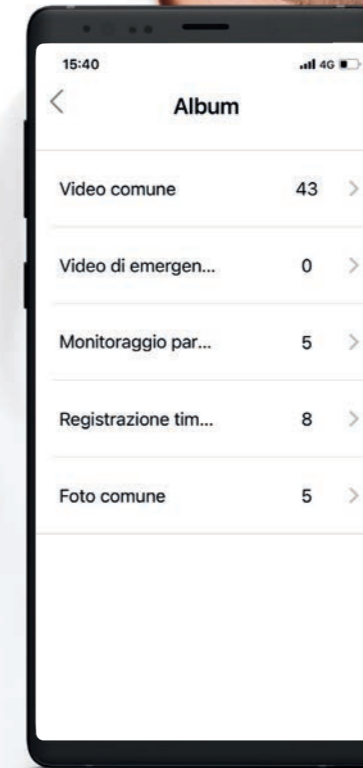 15:40 4G
Album
Video comune 43
Video di emergen... 0
Monitoraggio par... 5
Registrazione tim... 8
Foto comune 5